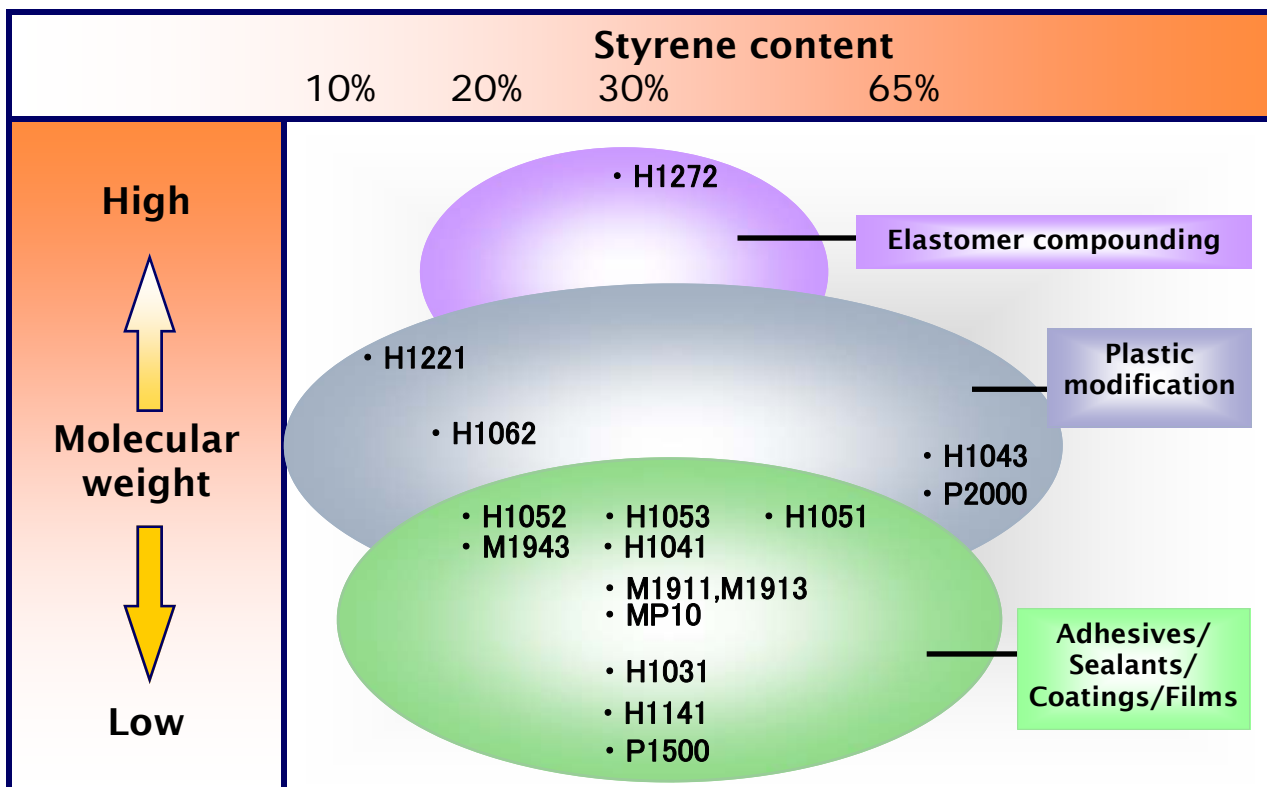 Styrene content
10% 20% 30% 65%
High
Molecular
weight
Low
・H1272
Elastomer compounding
・H1221
Plastic
modification
・H1062
・H1043
・P2000
・H1052 ・H1053 ・H1051
・M1943 ・H1041
・M1911,M1913
・MP10
・H1031
・H1141
・P1500
Adhesives/
Sealants/
Coatings/Films